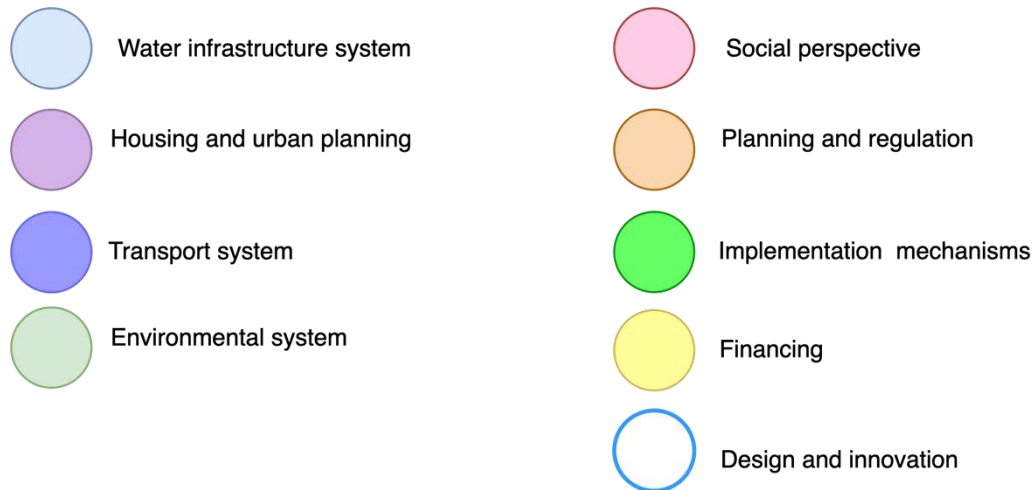 Water infrastructure system
Housing and urban planning
Transport system
Environmental system
Social perspective
Planning and regulation
Implementation mechanisms
Financing
Design and innovation